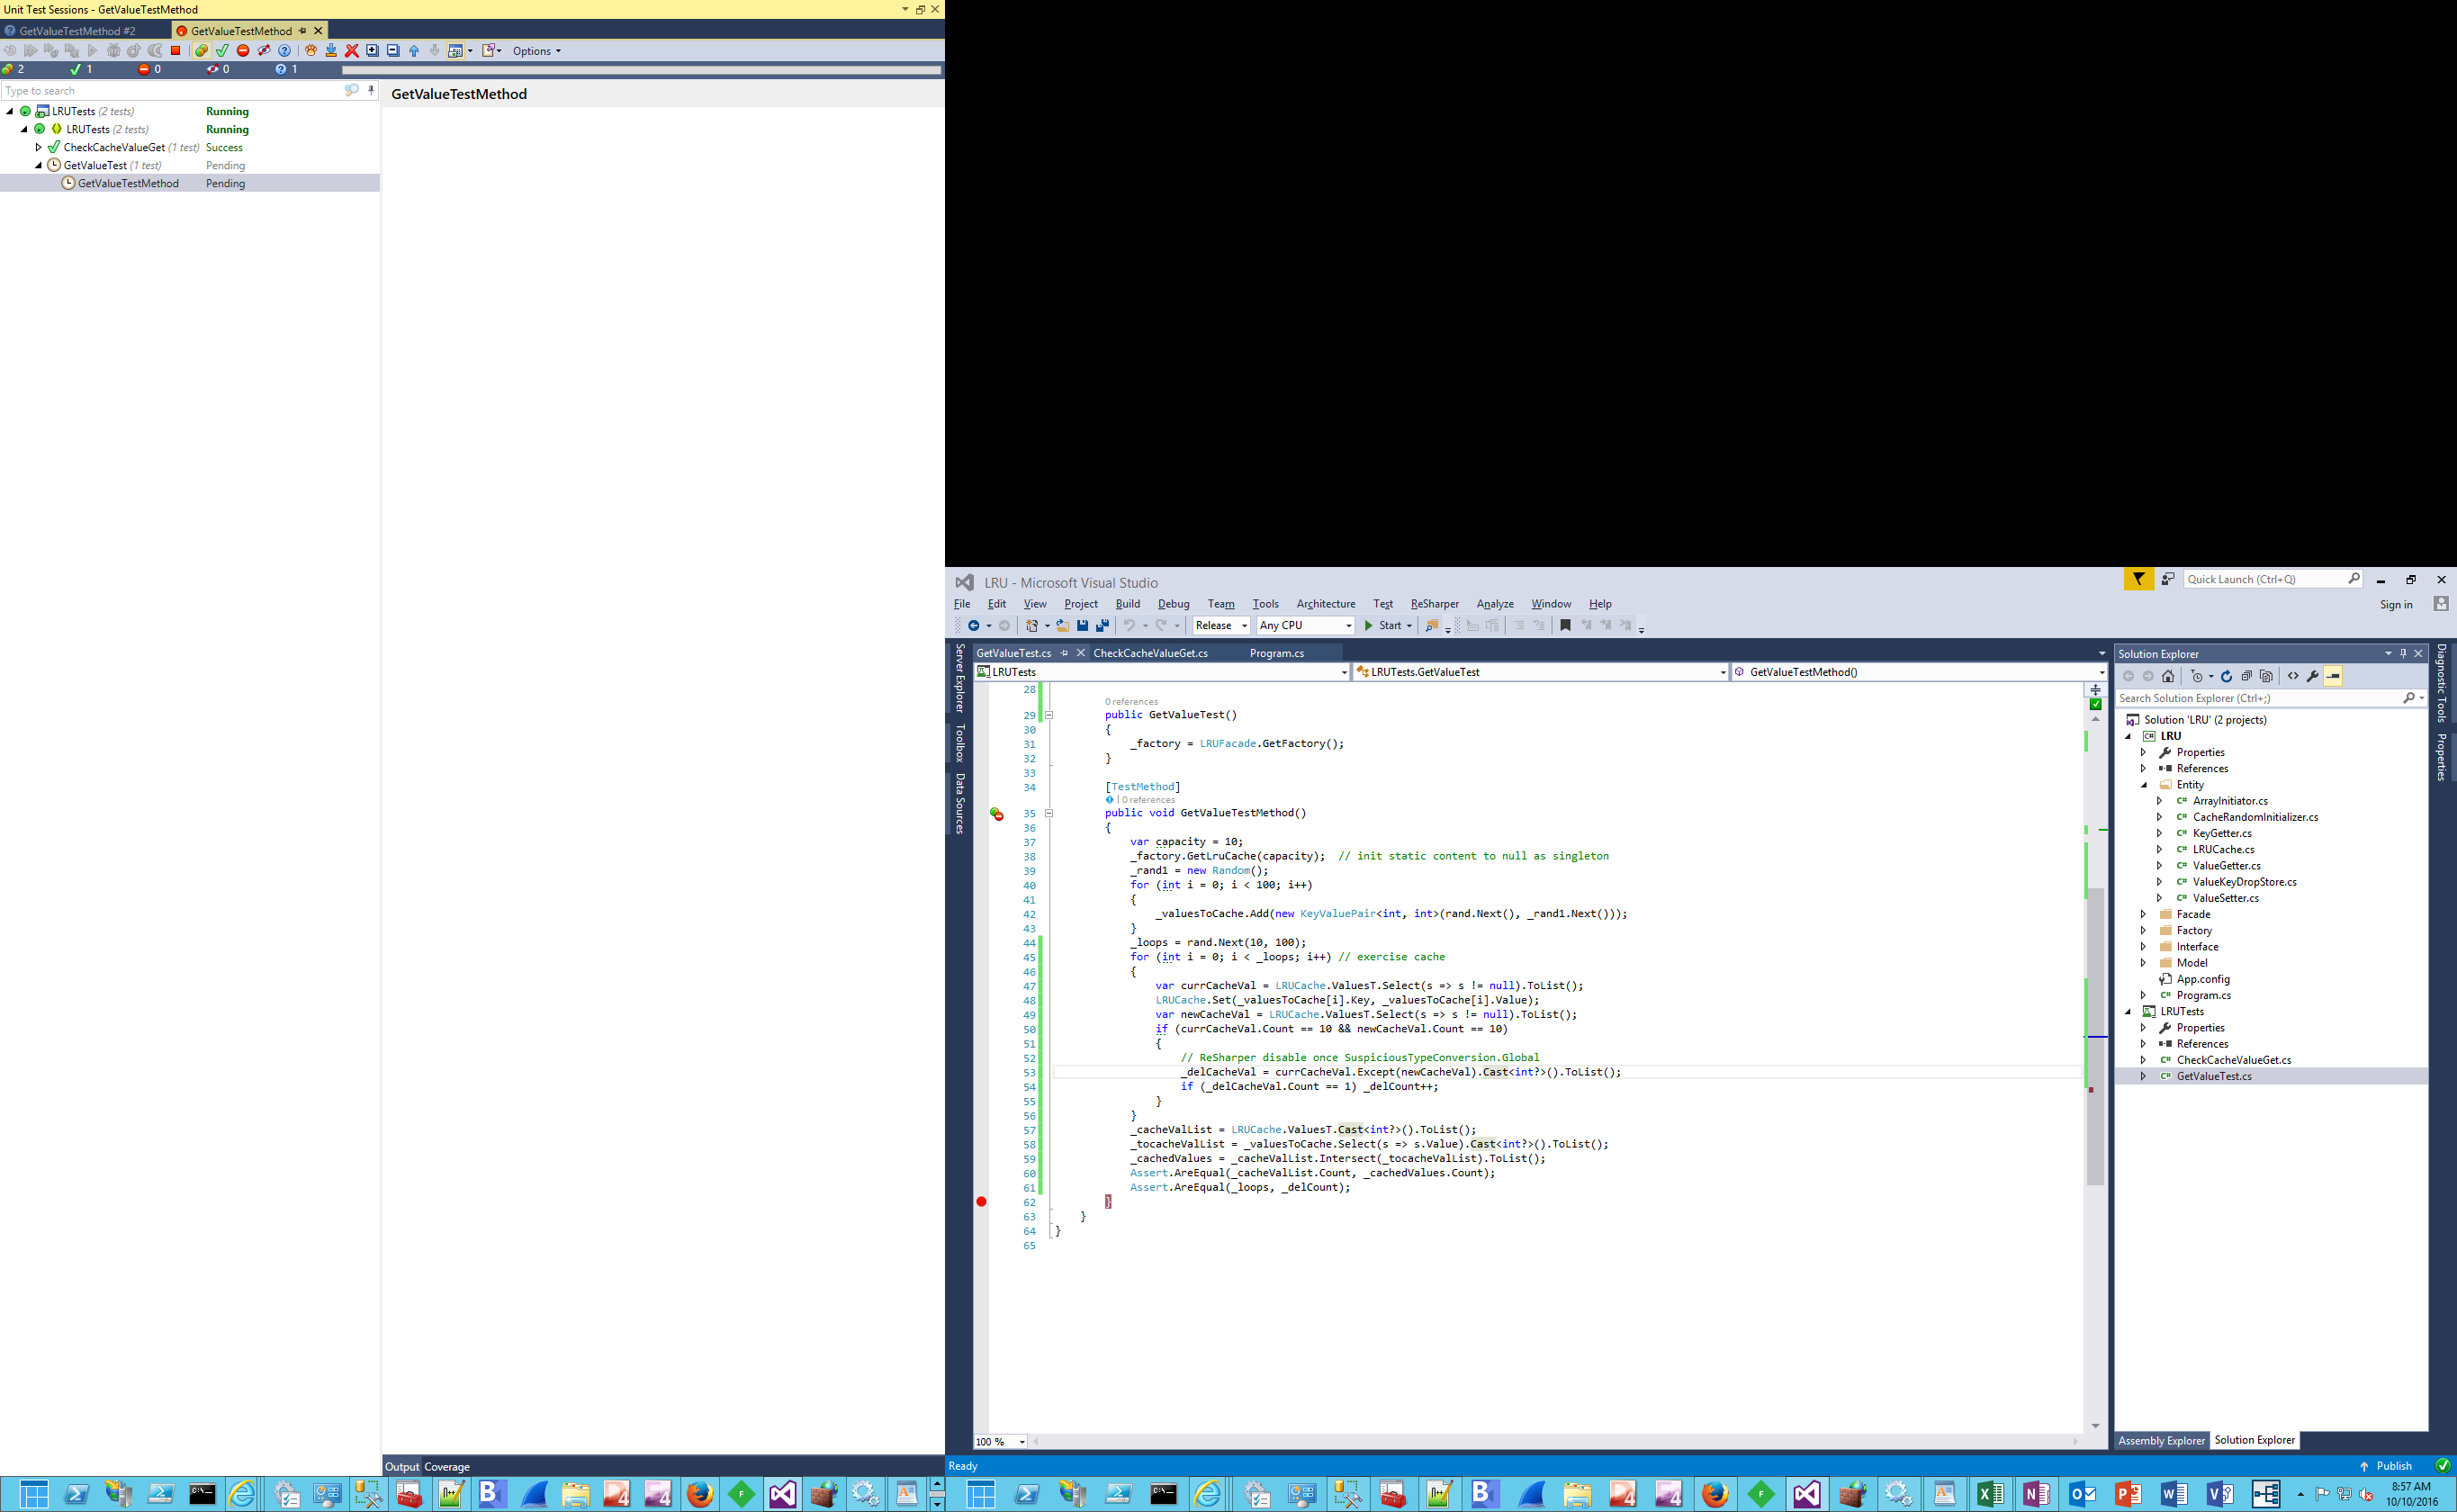 Unit Test Sessions - GetValueTestMethod
GetValueTestMethod #2
GetValueTestMethod
Options
2 1 0 0 1
Type to search
GetValueTestMethod
LRUTests (2 tests) Running
LRUTests (2 tests) Running
CheckCacheValueGet (1 test) Success
GetValueTest (1 test) Pending
GetValueTestMethod Pending
Output Coverage
LRU - Microsoft Visual Studio
Quick Launch (Ctrl+Q)
File Edit View Project Build Debug Team Tools Architecture Test ReSharper Analyze Window Help
Sign in
Release Any CPU Start
Server Explorer
Toolbox
Data Sources
GetValueTest.cs CheckCacheValueGet.cs Program.cs
LRUTests LRUTests.GetValueTest GetValueTestMethod()
28
0 references
29 public GetValueTest()
30 {
31 _factory = LRUFacade.GetFactory();
32 }
33
34 [TestMethod]
| 0 references
35 public void GetValueTestMethod()
36 {
37 var capacity = 10;
38 _factory.GetLruCache(capacity);  // init static content to null as singleton
39 _rand1 = new Random();
40 for (int i = 0; i < 100; i++)
41 {
42 _valuesToCache.Add(new KeyValuePair<int, int>(rand.Next(), _rand1.Next()));
43 }
44 _loops = rand.Next(10, 100);
45 for (int i = 0; i < _loops; i++) // exercise cache
46 {
47 var currCacheVal = LRUCache.ValuesT.Select(s => s != null).ToList();
48 LRUCache.Set(_valuesToCache[i].Key, _valuesToCache[i].Value);
49 var newCacheVal = LRUCache.ValuesT.Select(s => s != null).ToList();
50 if (currCacheVal.Count == 10 && newCacheVal.Count == 10)
51 {
52 // ReSharper disable once SuspiciousTypeConversion.Global
53 _delCacheVal = currCacheVal.Except(newCacheVal).Cast<int?>().ToList();
54 if (_delCacheVal.Count == 1) _delCount++;
55 }
56 }
57 _cacheValList = LRUCache.ValuesT.Cast<int?>().ToList();
58 _tocacheValList = _valuesToCache.Select(s => s.Value).Cast<int?>().ToList();
59 _cachedValues = _cacheValList.Intersect(_tocacheValList).ToList();
60 Assert.AreEqual(_cacheValList.Count, _cachedValues.Count);
61 Assert.AreEqual(_loops, _delCount);
62 }
63 }
64 }
65
100 %
Solution Explorer
Search Solution Explorer (Ctrl+;)
Solution 'LRU' (2 projects)
LRU
Properties
References
Entity
ArrayInitiator.cs
CacheRandomInitializer.cs
KeyGetter.cs
LRUCache.cs
ValueGetter.cs
ValueKeyDropStore.cs
ValueSetter.cs
Facade
Factory
Interface
Model
App.config
Program.cs
LRUTests
Properties
References
CheckCacheValueGet.cs
GetValueTest.cs
Assembly Explorer Solution Explorer
Diagnostic Tools
Properties
Ready
Publish
8:57 AM
10/10/2016